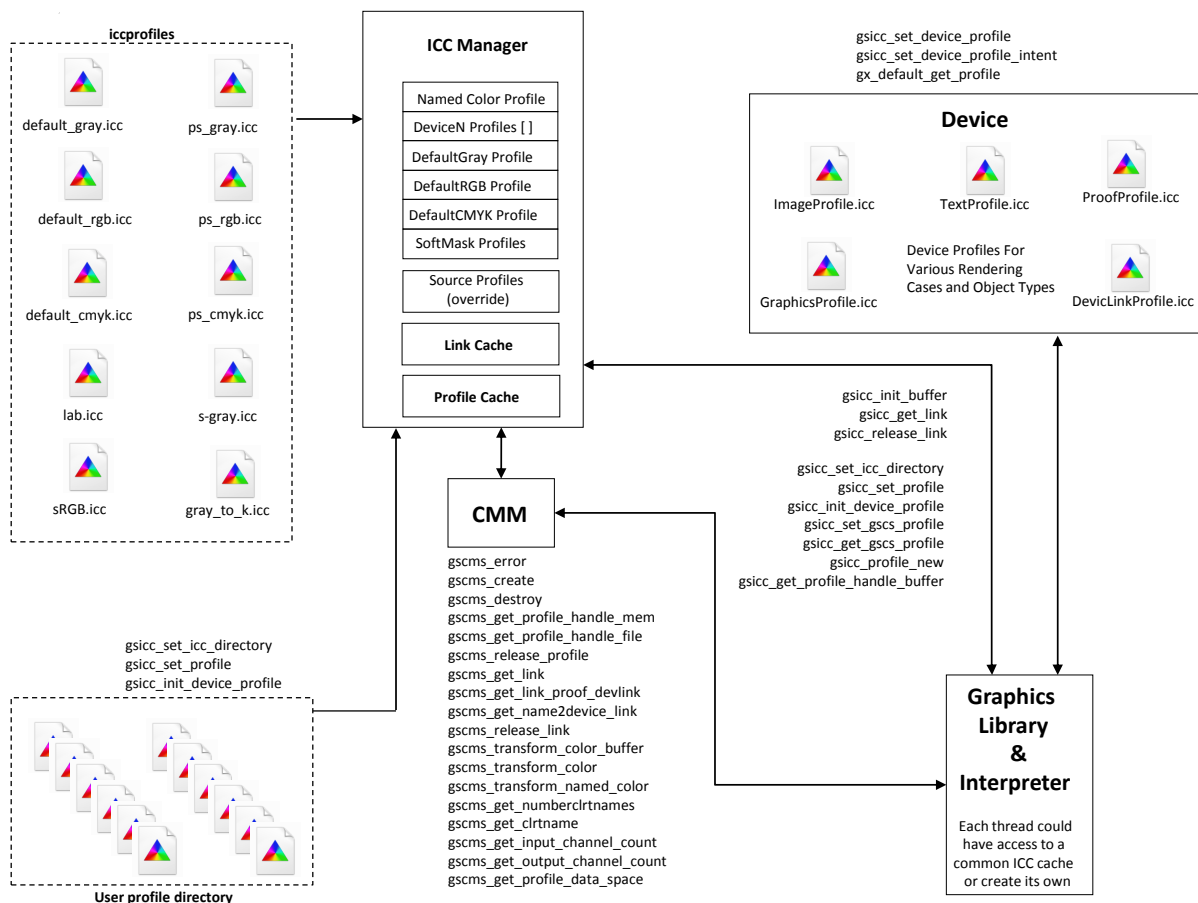 iccprofiles
default_gray.icc
ps_gray.icc
default_rgb.icc
ps_rgb.icc
default_cmyk.icc
ps_cmyk.icc
lab.icc
s-gray.icc
sRGB.icc
gray_to_k.icc
ICC Manager
Named Color Profile
DeviceN Profiles [ ]
DefaultGray Profile
DefaultRGB Profile
DefaultCMYK Profile
SoftMask Profiles
Source Profiles
(override)
Link Cache
Profile Cache
gsicc_set_device_profile
gsicc_set_device_profile_intent
gx_default_get_profile
Device
ImageProfile.icc
TextProfile.icc
ProofProfile.icc
GraphicsProfile.icc
Device Profiles For
Various Rendering
Cases and Object Types
DevicLinkProfile.icc
gsicc_init_buffer
gsicc_get_link
gsicc_release_link
gsicc_set_icc_directory
gsicc_set_profile
gsicc_init_device_profile
gsicc_set_gscs_profile
gsicc_get_gscs_profile
gsicc_profile_new
gsicc_get_profile_handle_buffer
CMM
gscms_error
gscms_create
gscms_destroy
gscms_get_profile_handle_mem
gscms_get_profile_handle_file
gscms_release_profile
gscms_get_link
gscms_get_link_proof_devlink
gscms_get_name2device_link
gscms_release_link
gscms_transform_color_buffer
gscms_transform_color
gscms_transform_named_color
gscms_get_numberclrtnames
gscms_get_clrtname
gscms_get_input_channel_count
gscms_get_output_channel_count
gscms_get_profile_data_space
gsicc_set_icc_directory
gsicc_set_profile
gsicc_init_device_profile
User profile directory
Graphics
Library
&
Interpreter
Each thread could
have access to a
common ICC cache
or create its own